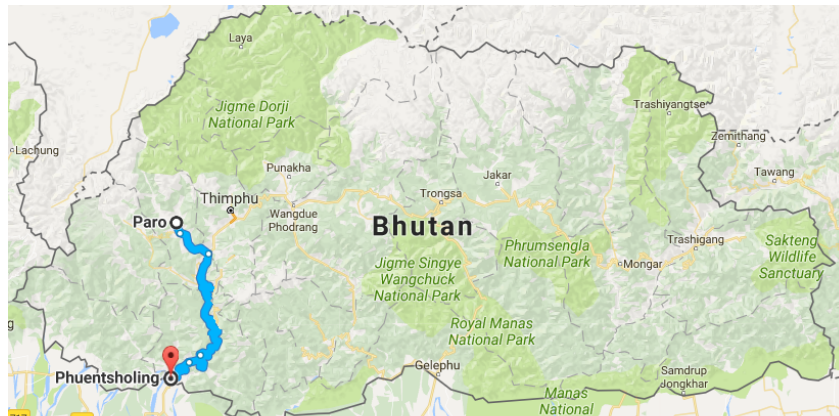 Laya
Jigme Dorji
National Park
Trashiyangtse
Lachung
Zemithang
Punakha
Tawang
Jakar
Thimphu
Trongsa
Paro
Wangdue
Phodrang
Bhutan
Trashigang
Sakteng
Wildlife
Sanctuary
Phrumsengla
National Park
Mongar
Jigme Singye
Wangchuck
National Park
Royal Manas
National Park
Phuentsholing
Gelephu
Samdrup
Jongkhar
Manas
National